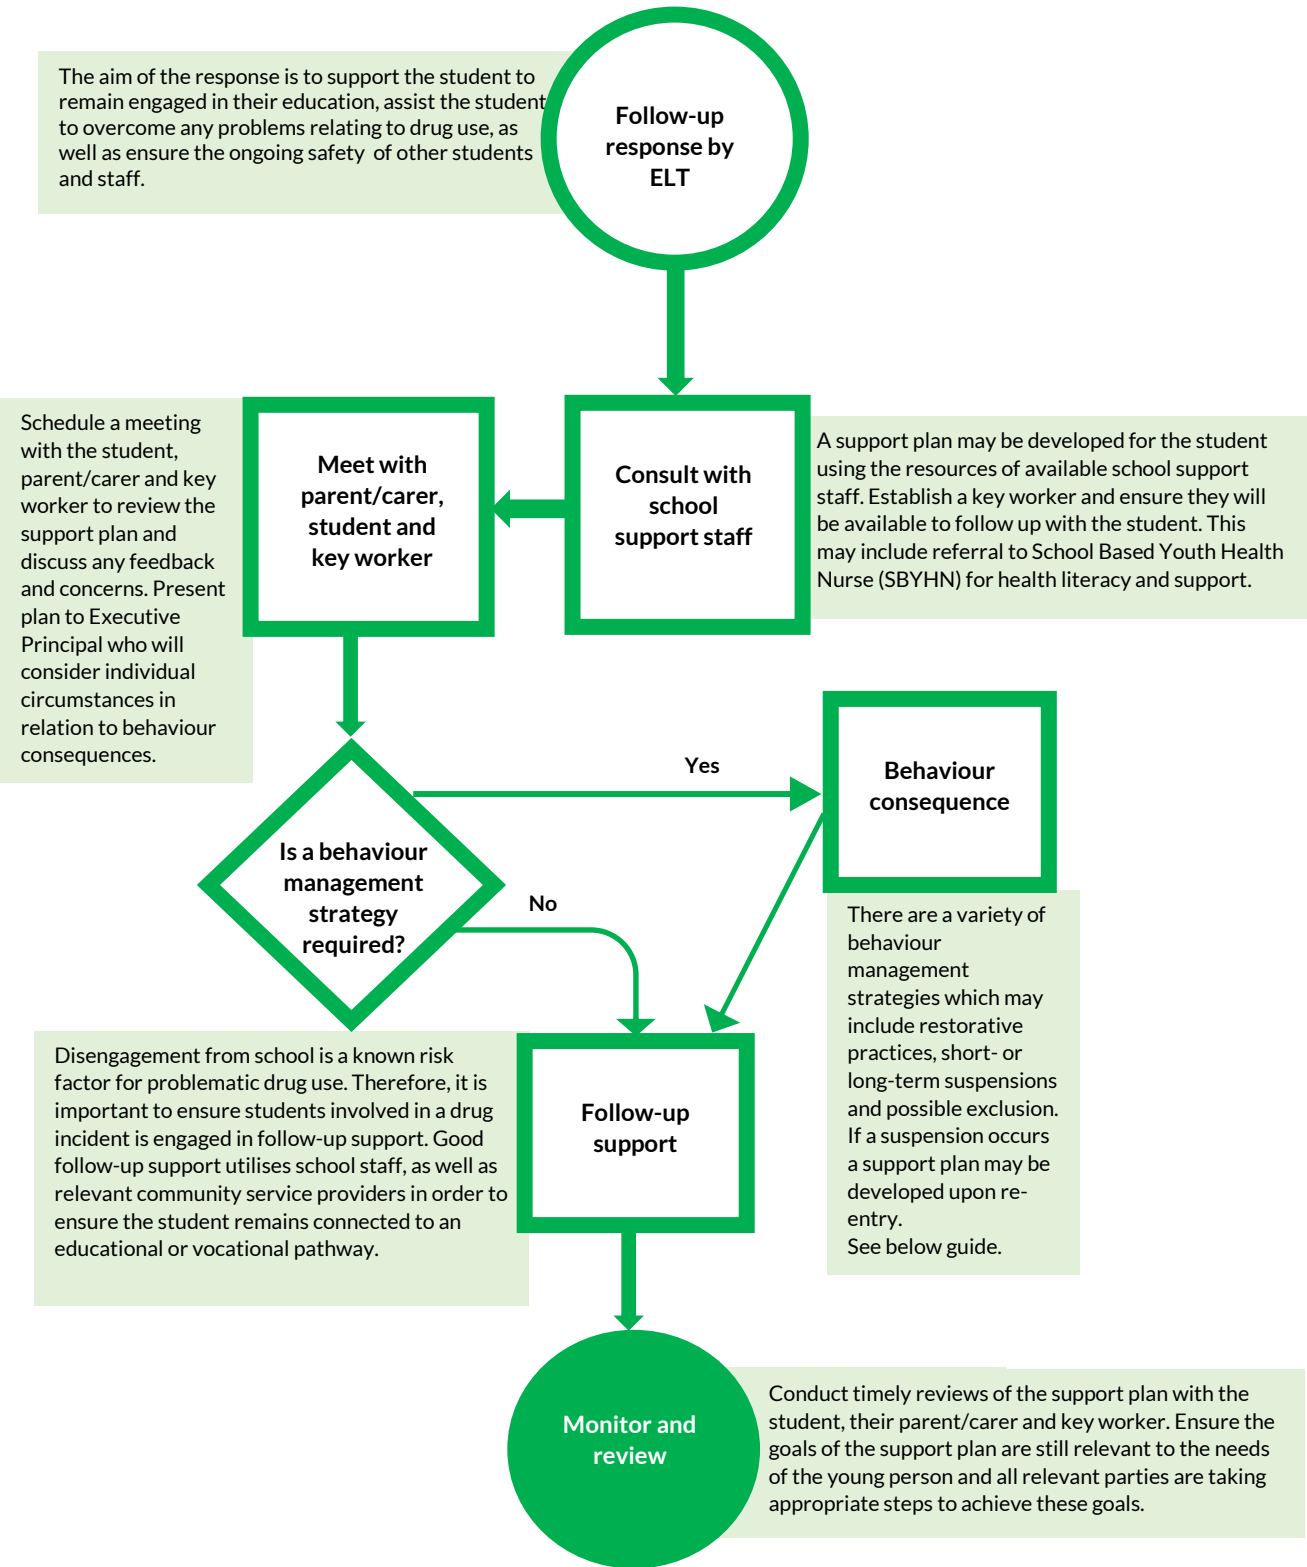 The aim of the response is to support the student to
remain engaged in their education, assist the student
to overcome any problems relating to drug use, as
well as ensure the ongoing safety of other students
and staff.
Follow-up
response by
ELT
Schedule a meeting
with the student,
parent/carer and key
worker to review the
support plan and
discuss any feedback
and concerns. Present
plan to Executive
Principal who will
consider individual
circumstances in
relation to behaviour
consequences.
Meet with
parent/carer,
student and
key worker
Consult with
school
support staff
A support plan may be developed for the student
using the resources of available school support
staff. Establish a key worker and ensure they will
be available to follow up with the student. This
may include referral to School Based Youth Health
Nurse (SBYHN) for health literacy and support.
Is a behaviour
management
strategy
required?
Yes
No
Behaviour
consequence
There are a variety of
behaviour
management
strategies which may
include restorative
practices, short- or
long-term suspensions
and possible exclusion.
If a suspension occurs
a support plan may be
developed upon re-
entry.
See below guide.
Disengagement from school is a known risk
factor for problematic drug use. Therefore, it is
important to ensure students involved in a drug
incident is engaged in follow-up support. Good
follow-up support utilises school staff, as well as
relevant community service providers in order to
ensure the student remains connected to an
educational or vocational pathway.
Follow-up
support
Monitor and
review
Conduct timely reviews of the support plan with the
student, their parent/carer and key worker. Ensure the
goals of the support plan are still relevant to the needs
of the young person and all relevant parties are taking
appropriate steps to achieve these goals.